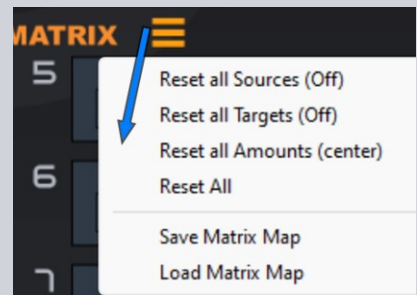 MATRIX
5
Reset all Sources (Off)
Reset all Targets (Off)
Reset all Amounts (center)
6
Reset All
Save Matrix Map
7
Load Matrix Map